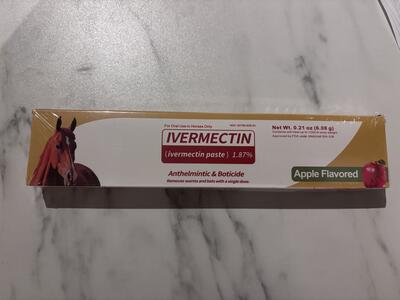 For Oral Use in Horses Only
IVERMECTIN
(ivermectin paste) 1.87%
Anthelmintic & Boticide
Removes worms and bots with a single dose.
Net Wt. 0.21 oz (6.08 g)
Apple Flavored